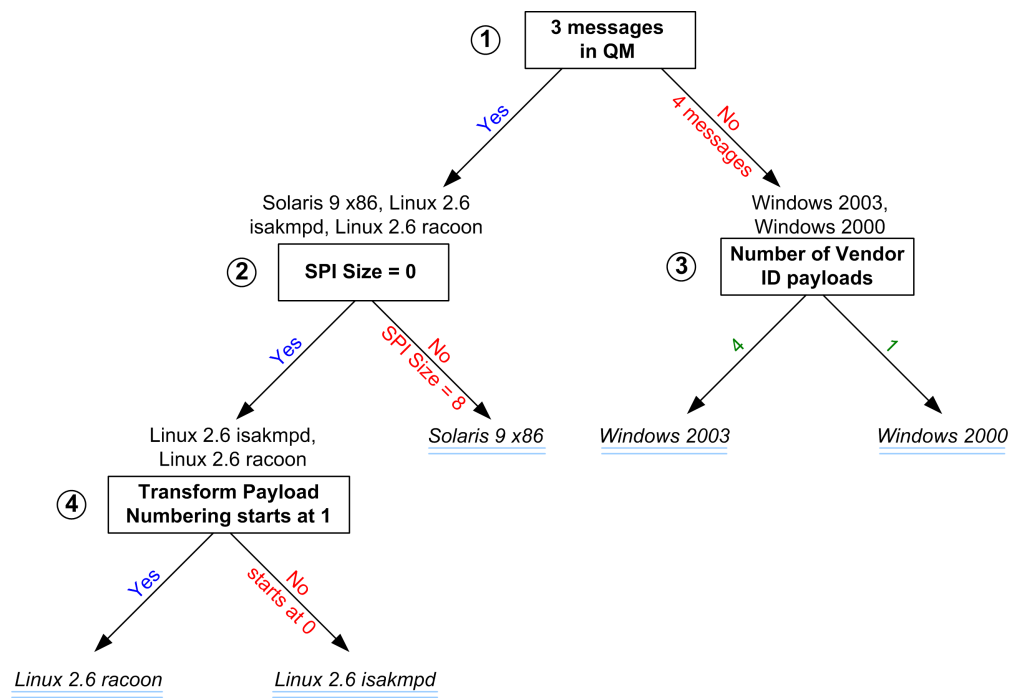 1
3 messages
in QM
Yes
No
4 messages
Solaris 9 x86, Linux 2.6
isakmpd, Linux 2.6 racoon
Windows 2003,
Windows 2000
2
SPI Size = 0
3
Number of Vendor
ID payloads
Yes
No
SPI Size = 8
4
1
Linux 2.6 isakmpd,
Linux 2.6 racoon
Solaris 9 x86
Windows 2003
Windows 2000
4
Transform Payload
Numbering starts at 1
Yes
No
starts at 0
Linux 2.6 racoon
Linux 2.6 isakmpd